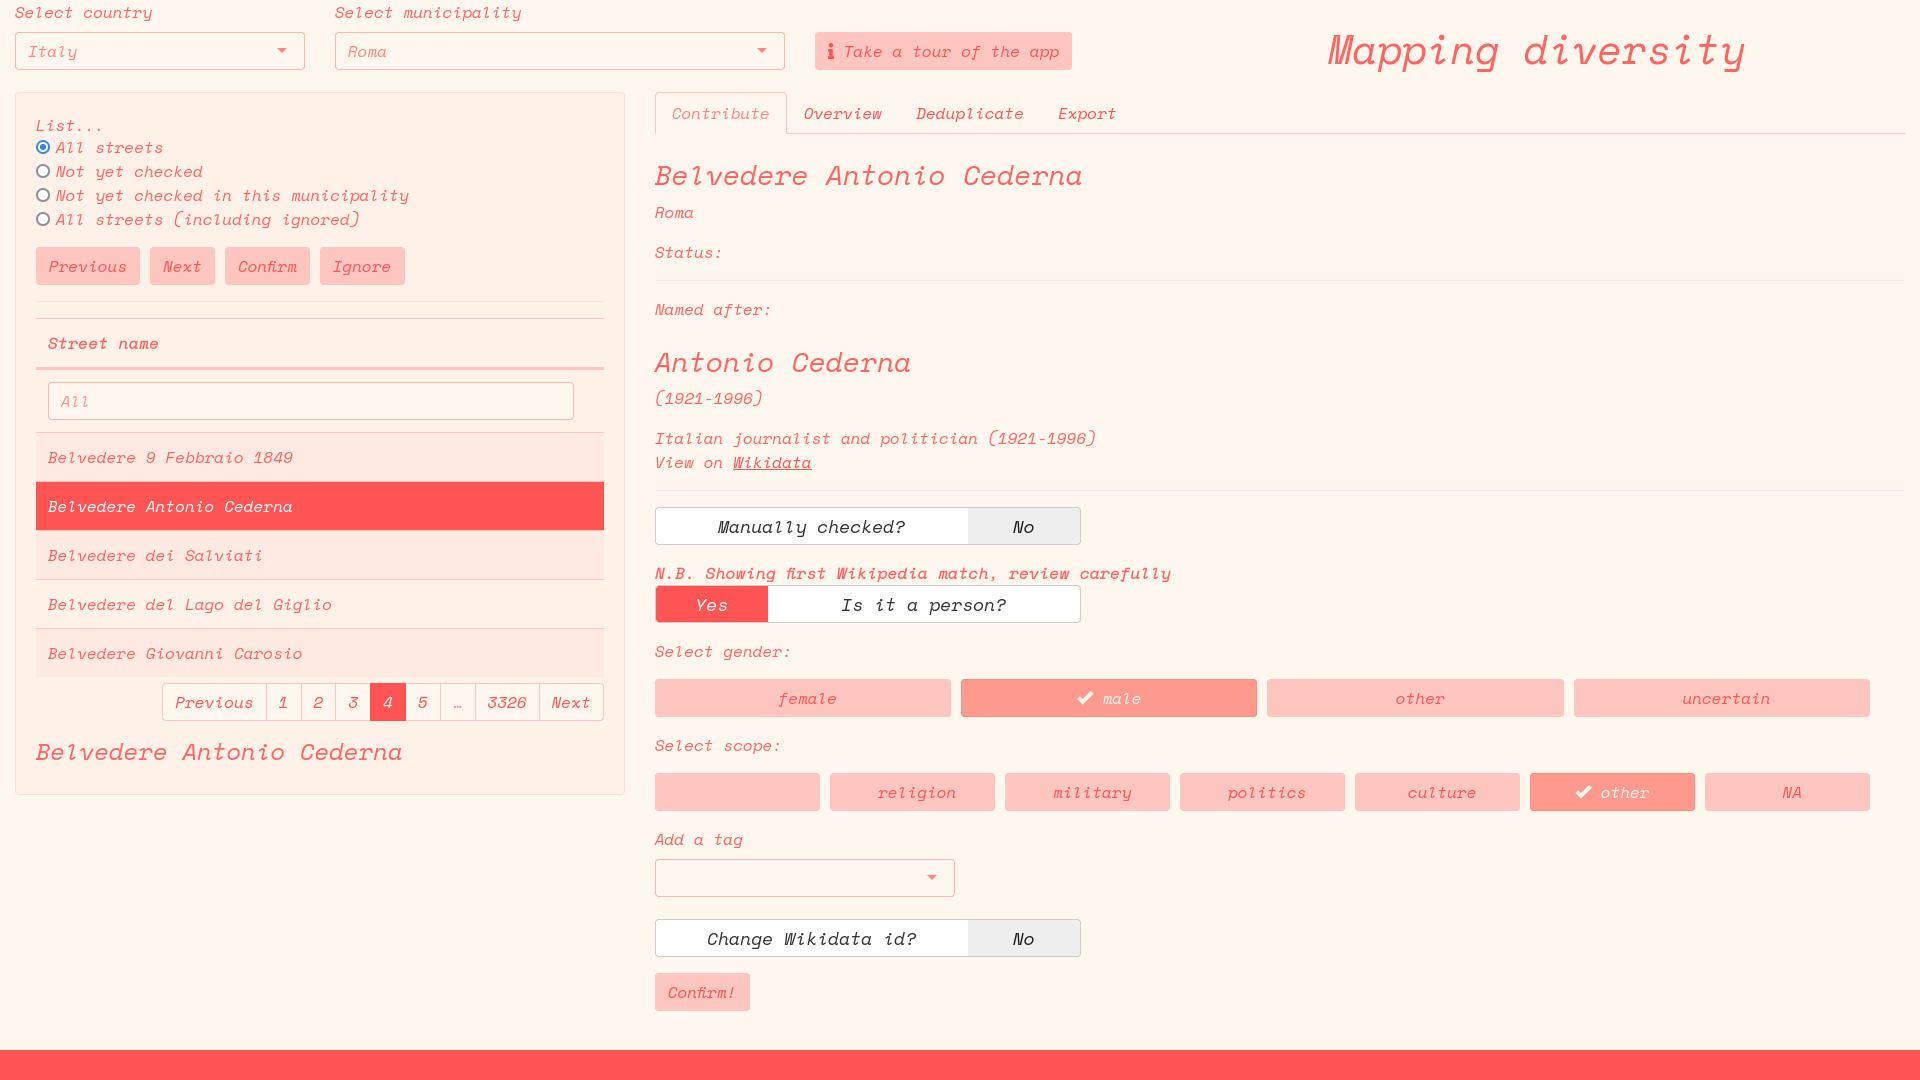 Select country
Italy
Select municipality
Roma
Take a tour of the app
Mapping diversity
List...
All streets
Not yet checked
Not yet checked in this municipality
All streets (including ignored)
Previous Next Confirm Ignore
Street name
All
Belvedere 9 Febbraio 1849
Belvedere Antonio Cederna
Belvedere dei Salviati
Belvedere del Lago del Giglio
Belvedere Giovanni Carosio
Previous 1 2 3 4 5 … 3326 Next
Belvedere Antonio Cederna
Contribute Overview Deduplicate Export
Belvedere Antonio Cederna
Roma
Status:
Named after:
Antonio Cederna
(1921-1996)
Italian journalist and politician (1921-1996)
View on Wikidata
Manually checked? No
N.B. Showing first Wikipedia match, review carefully
Yes Is it a person?
Select gender:
female male other uncertain
Select scope:
religion military politics culture other NA
Add a tag
Change Wikidata id? No
Confirm!